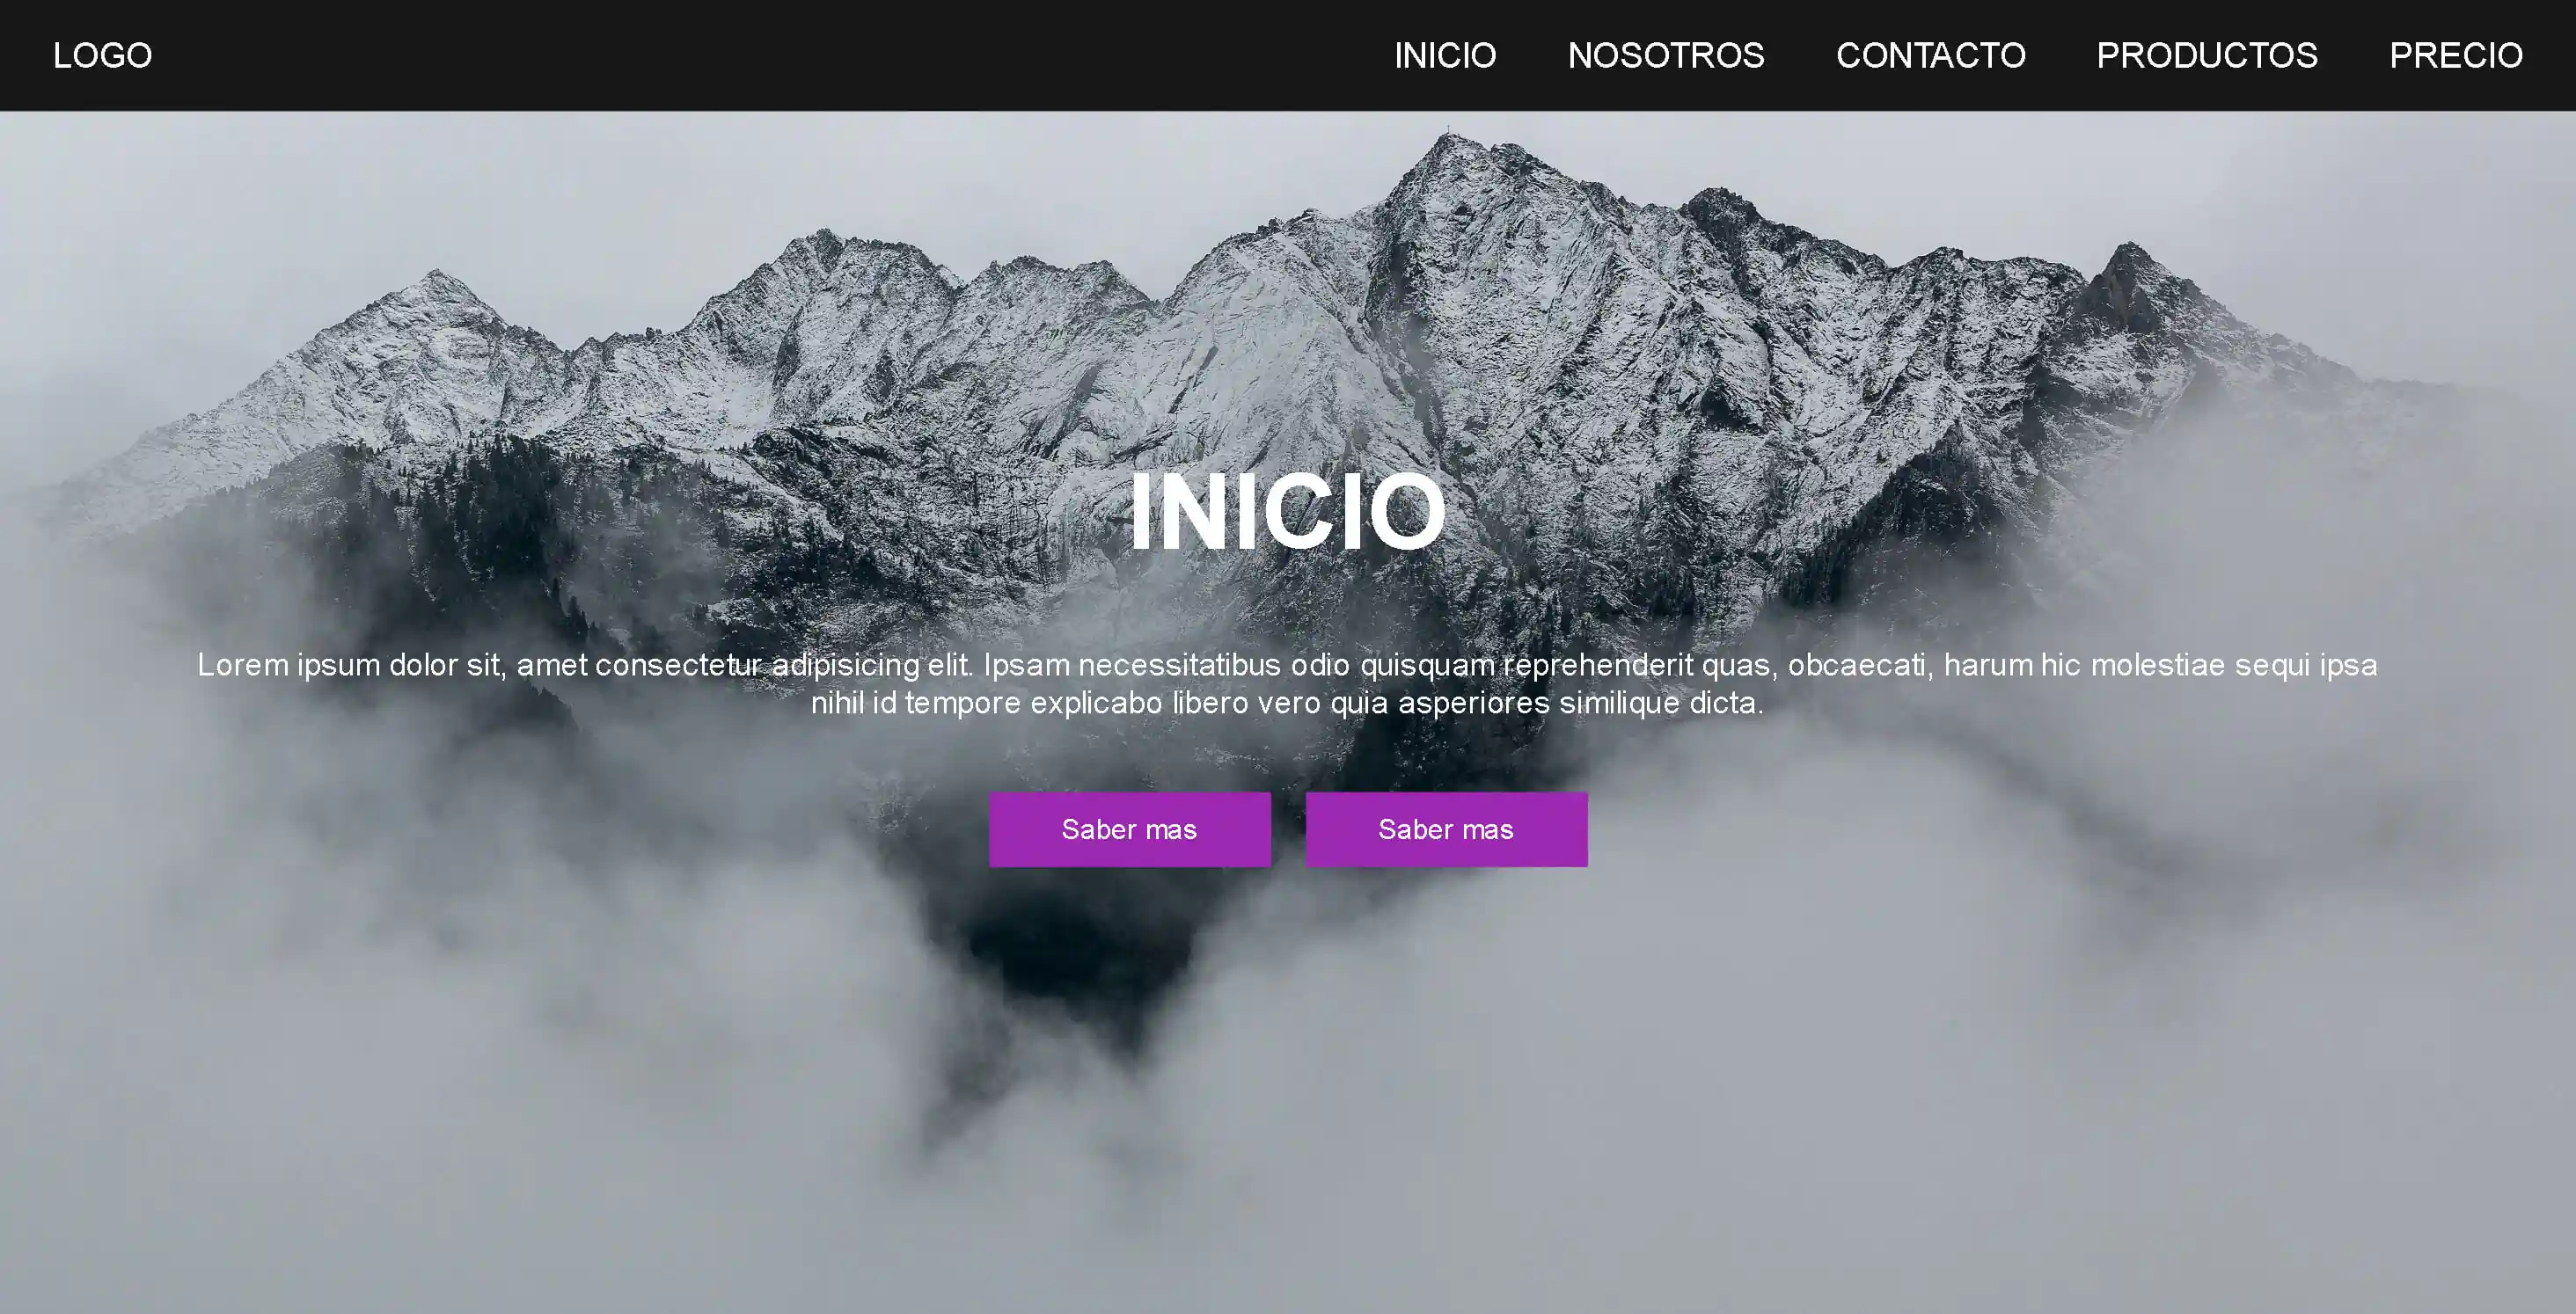 LOGO
INICIO
NOSOTROS
CONTACTO
PRODUCTOS
PRECIO
INICIO
Lorem ipsum dolor sit, amet consectetur adipisicing elit. Ipsam necessitatibus odio quisquam reprehenderit quas, obcaecati, harum hic molestiae sequi ipsa
nihil id tempore explicabo libero vero quia asperiores similique dicta.
Saber mas
Saber mas